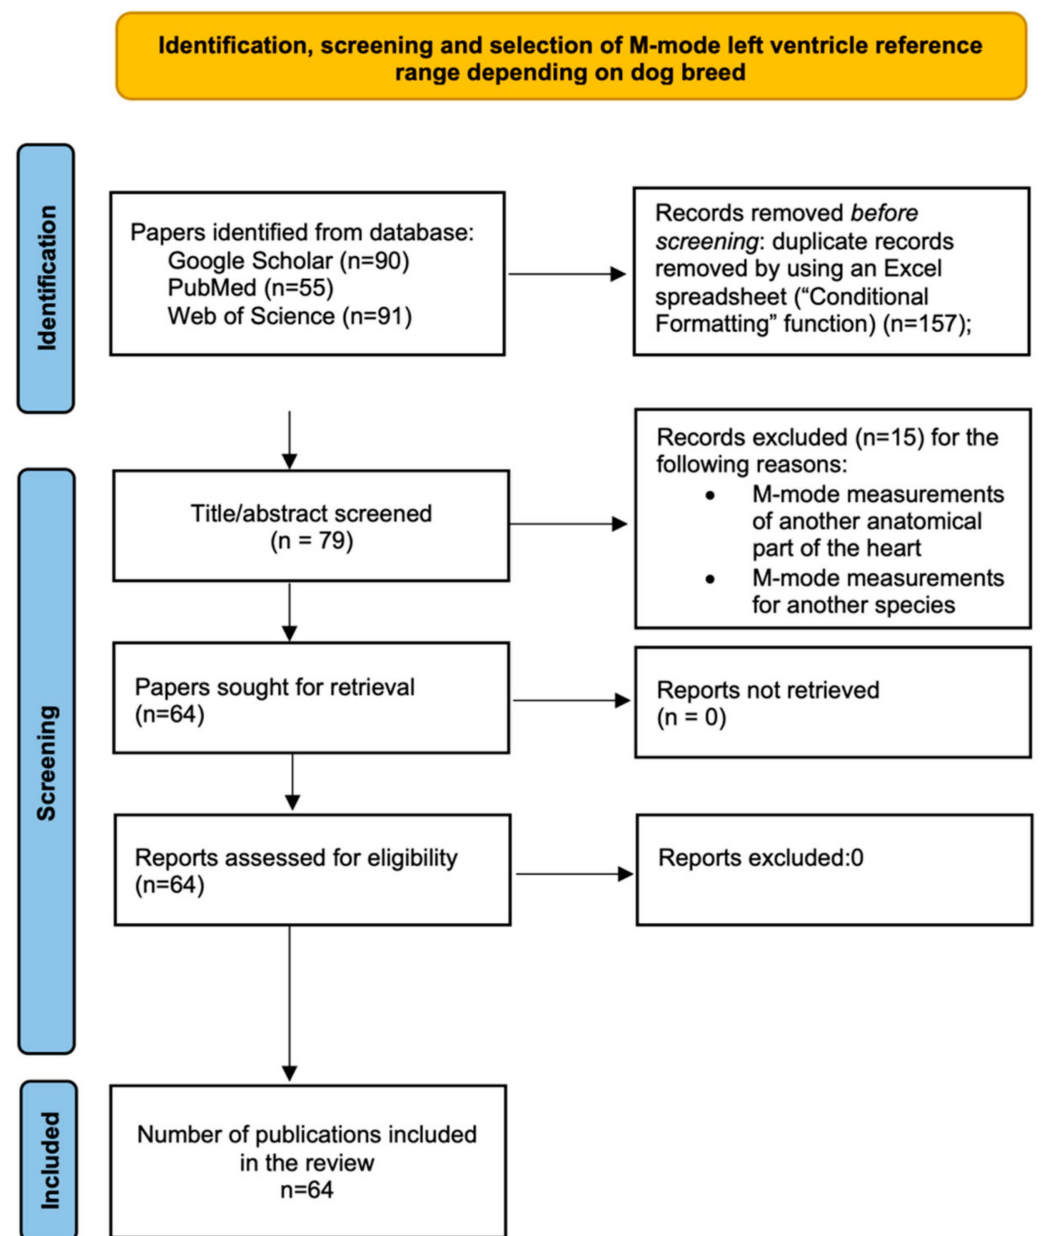 Identification, screening and selection of M-mode left ventricle reference
range depending on dog breed
Identification
Papers identified from database:
Google Scholar (n=90)
PubMed (n=55)
Web of Science (n=91)
Records removed before
screening: duplicate records
removed by using an Excel
spreadsheet (“Conditional
Formatting” function) (n=157);
Screening
Title/abstract screened
(n = 79)
Records excluded (n=15) for the
following reasons:
• M-mode measurements
of another anatomical
part of the heart
• M-mode measurements
for another species
Papers sought for retrieval
(n=64)
Reports not retrieved
(n = 0)
Reports assessed for eligibility
(n=64)
Reports excluded:0
Included
Number of publications included
in the review
n=64